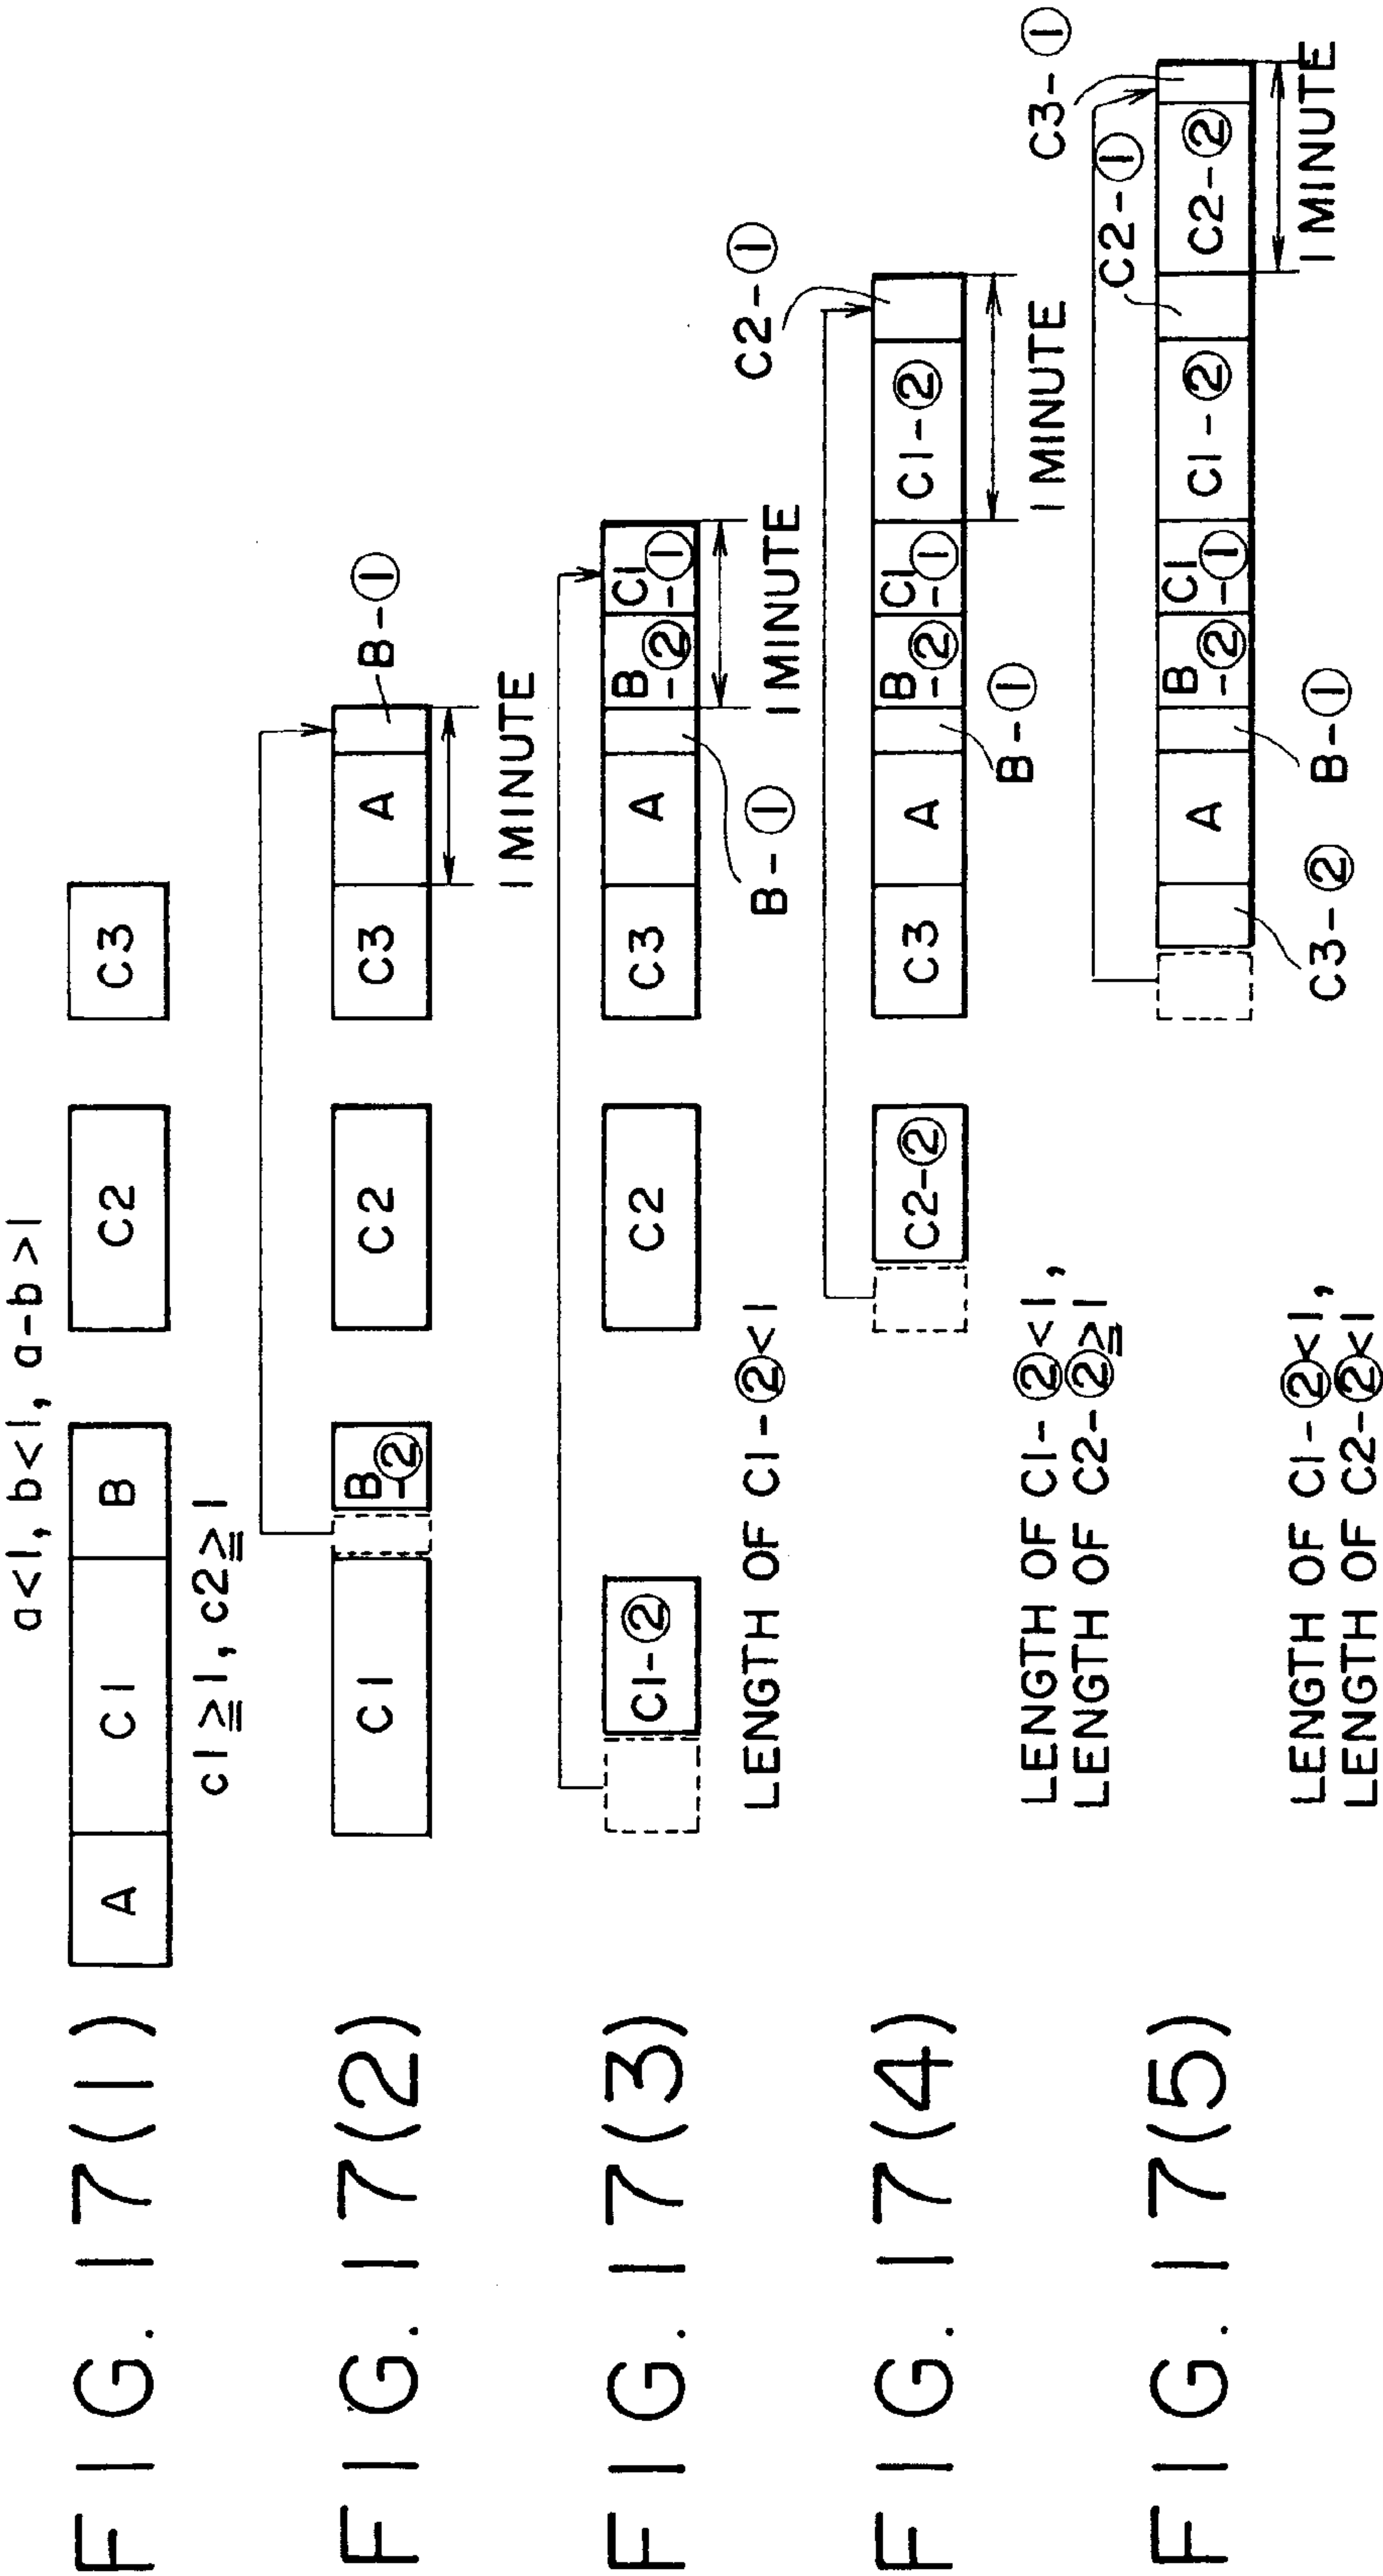 FIG. 17(1)
a<1, b<1, a-b>1
A C1 B C2 C3
c1≧1, c2≧1
FIG. 17(2)
C1 B-② C2 C3 A B-①
1 MINUTE
FIG. 17(3)
C1-② C2 C3 A B-② C1-①
B-①
1 MINUTE
LENGTH OF C1-②<1
FIG. 17(4)
C2-①
C2-② C3 A B-② C1-① C1-②
B-①
1 MINUTE
LENGTH OF C1-②<1,
LENGTH OF C2-②≧1
FIG. 17(5)
C3-①
C2-①
A B-② C1-① C1-② C2-②
C3-② B-① 1 MINUTE
LENGTH OF C1-②<1,
LENGTH OF C2-②<1